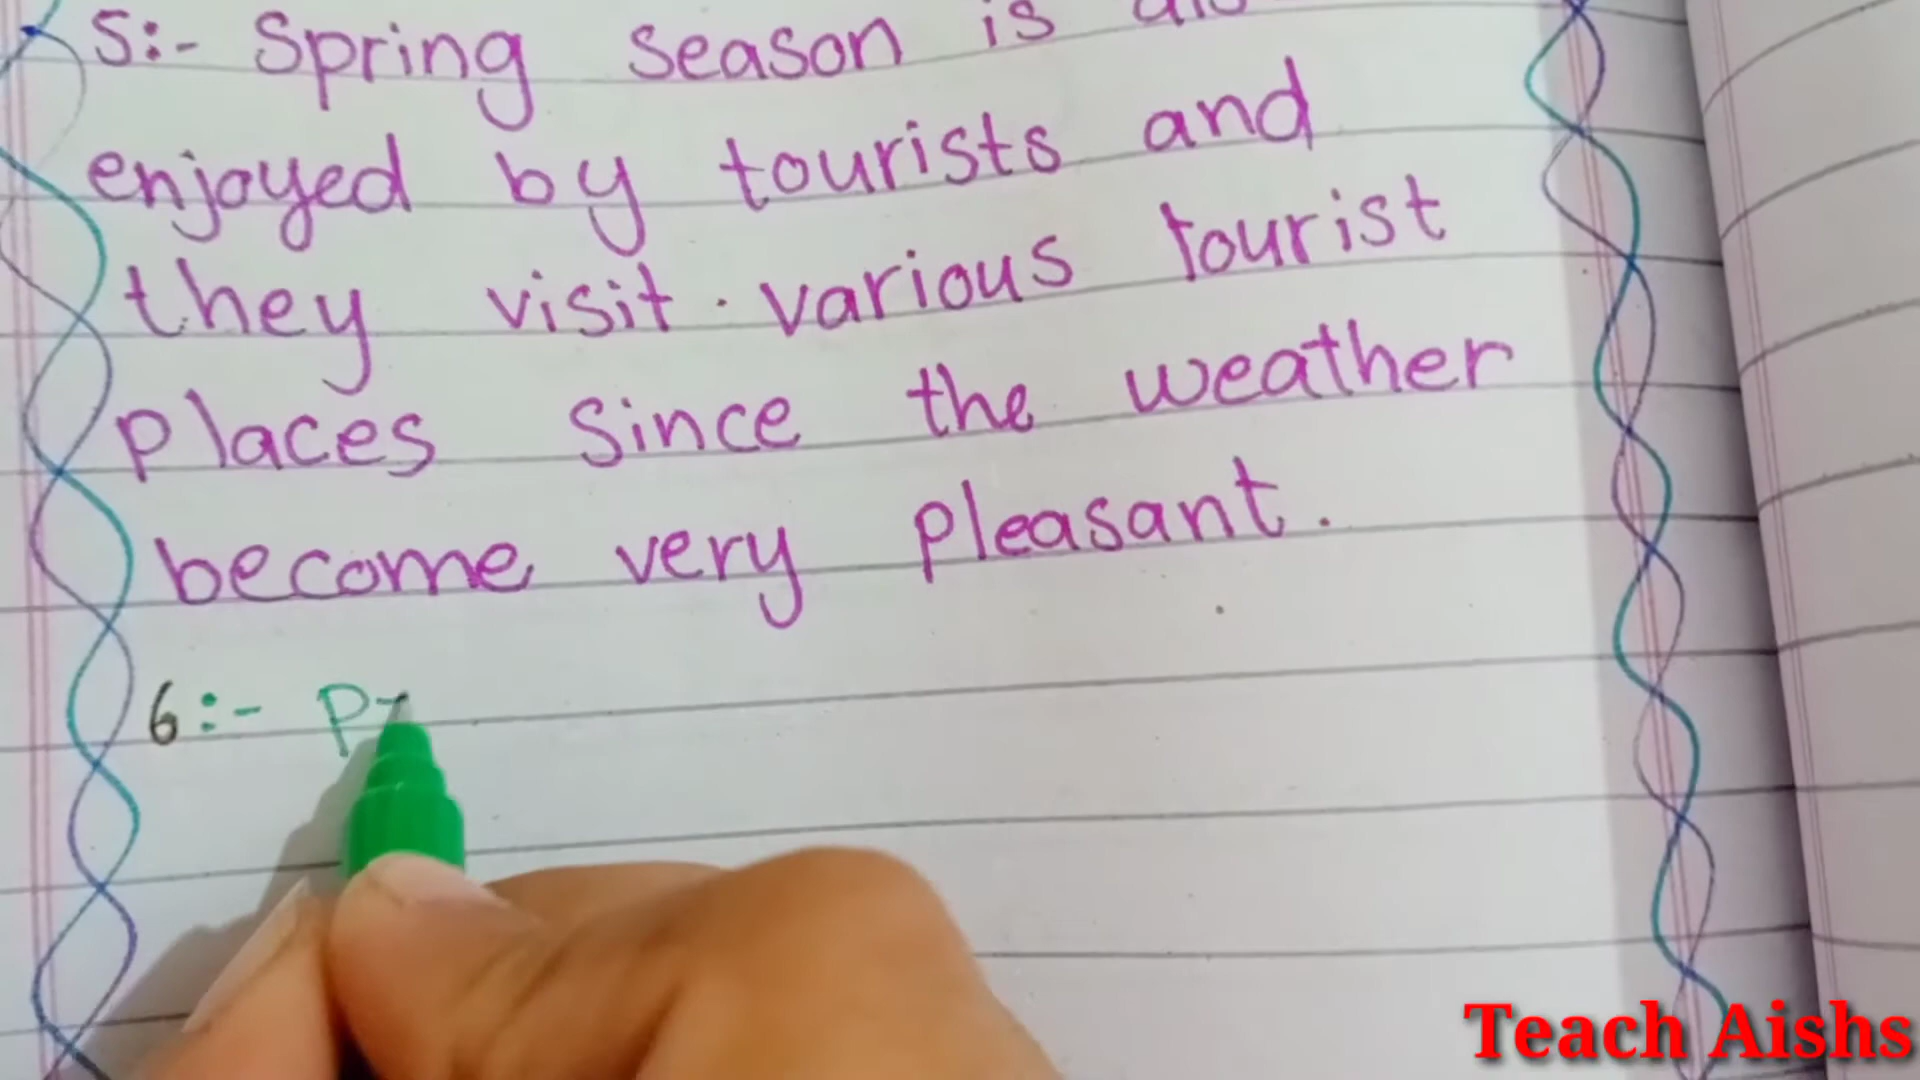 5:- Spring season is
enjoyed by tourists and
they visit various tourist
places since the weather
become very pleasant.
6:- P
Teach Aishs